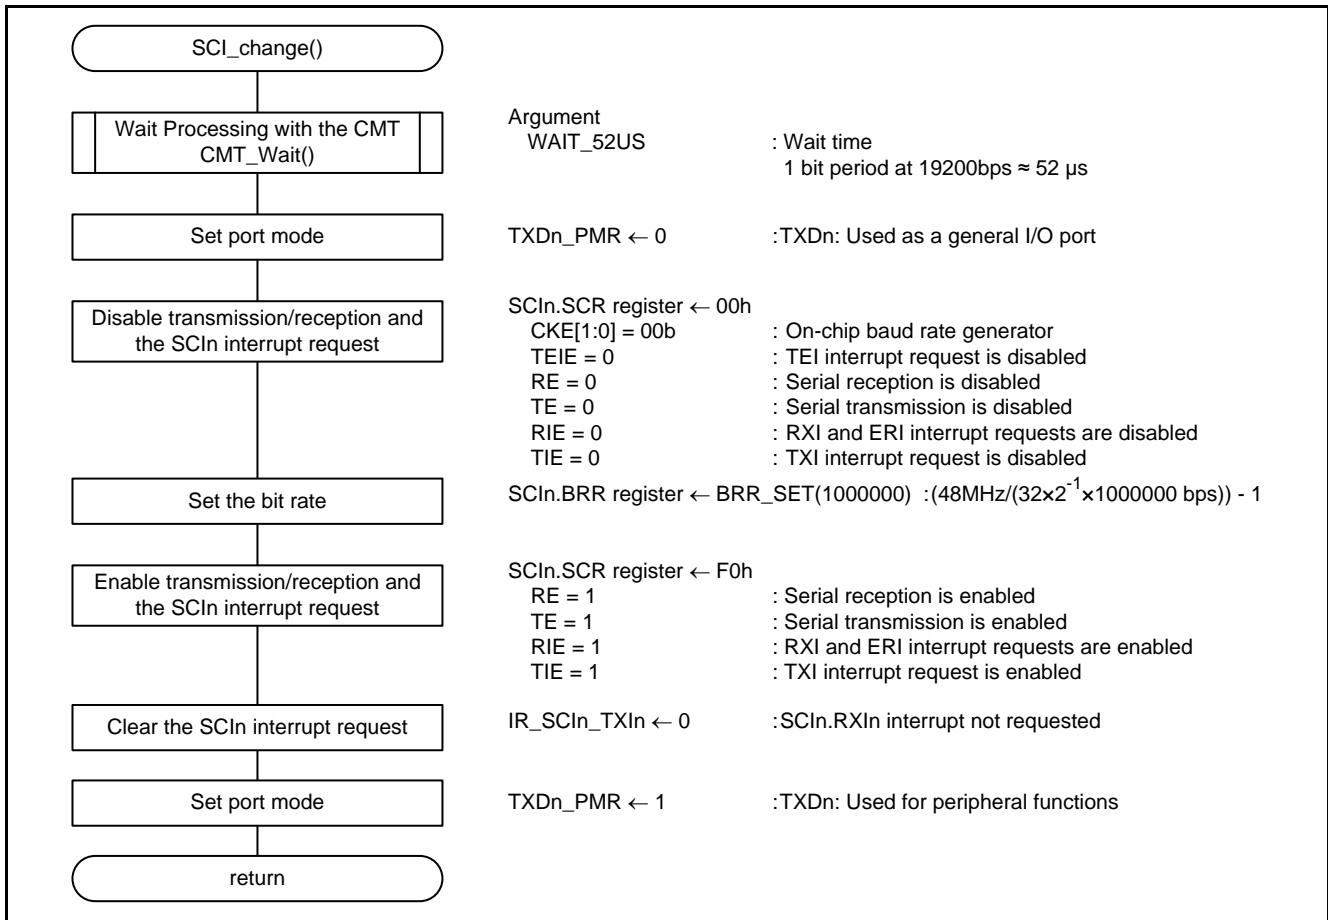 SCI_change()
Wait Processing with the CMT
CMT_Wait()
Argument
WAIT_52US : Wait time
1 bit period at 19200bps ≈ 52 µs
Set port mode
TXDn_PMR ← 0 :TXDn: Used as a general I/O port
Disable transmission/reception and
the SCIn interrupt request
SCIn.SCR register ← 00h
CKE[1:0] = 00b : On-chip baud rate generator
TEIE = 0 : TEI interrupt request is disabled
RE = 0 : Serial reception is disabled
TE = 0 : Serial transmission is disabled
RIE = 0 : RXI and ERI interrupt requests are disabled
TIE = 0 : TXI interrupt request is disabled
Set the bit rate
SCIn.BRR register ← BRR_SET(1000000) :(48MHz/(32×2⁻¹×1000000 bps)) - 1
Enable transmission/reception and
the SCIn interrupt request
SCIn.SCR register ← F0h
RE = 1 : Serial reception is enabled
TE = 1 : Serial transmission is enabled
RIE = 1 : RXI and ERI interrupt requests are enabled
TIE = 1 : TXI interrupt request is enabled
Clear the SCIn interrupt request
IR_SCIn_TXIn ← 0 :SCIn.RXIn interrupt not requested
Set port mode
TXDn_PMR ← 1 :TXDn: Used for peripheral functions
return